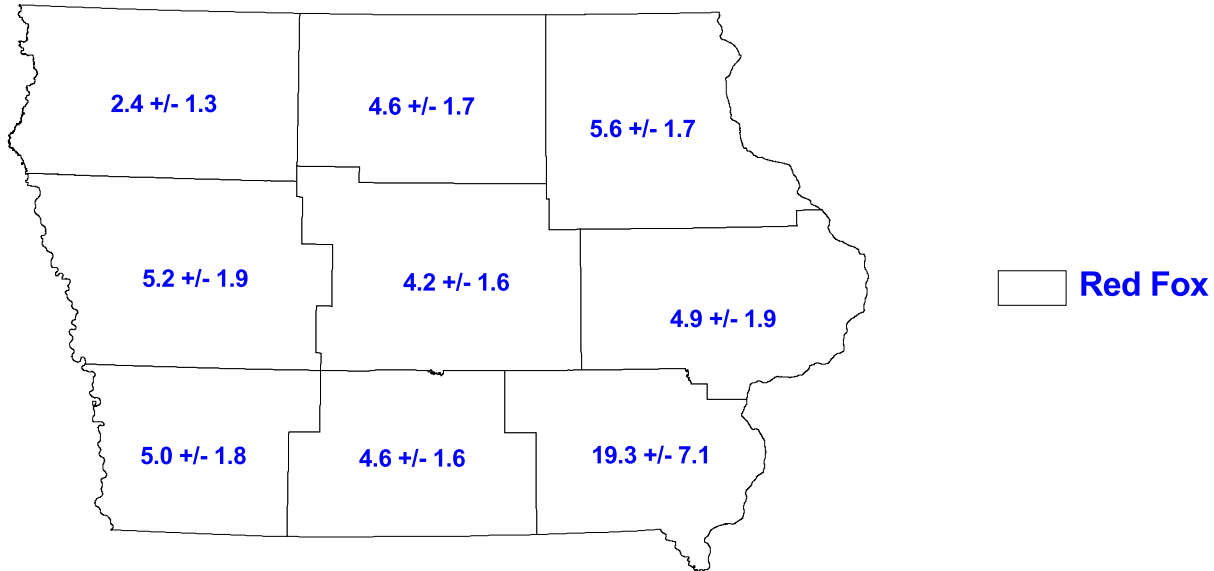 2.4 +/- 1.3
4.6 +/- 1.7
5.6 +/- 1.7
5.2 +/- 1.9
4.2 +/- 1.6
4.9 +/- 1.9
Red Fox
5.0 +/- 1.8
4.6 +/- 1.6
19.3 +/- 7.1